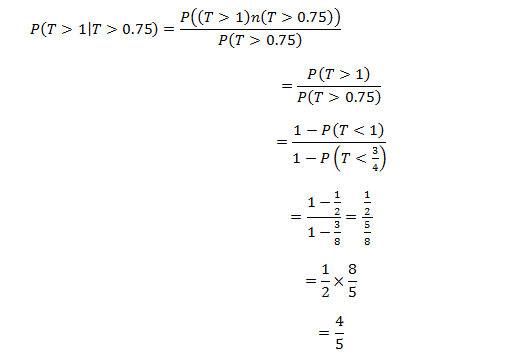 P(T > 1|T > 0.75) = P((T > 1)n(T > 0.75)) / P(T > 0.75)
= P(T > 1) / P(T > 0.75)
= 1 − P(T < 1) / 1 − P(T < 3/4)
= (1 − 1/2) / (1 − 3/8) = (1/2) / (5/8)
= 1/2 × 8/5
= 4/5